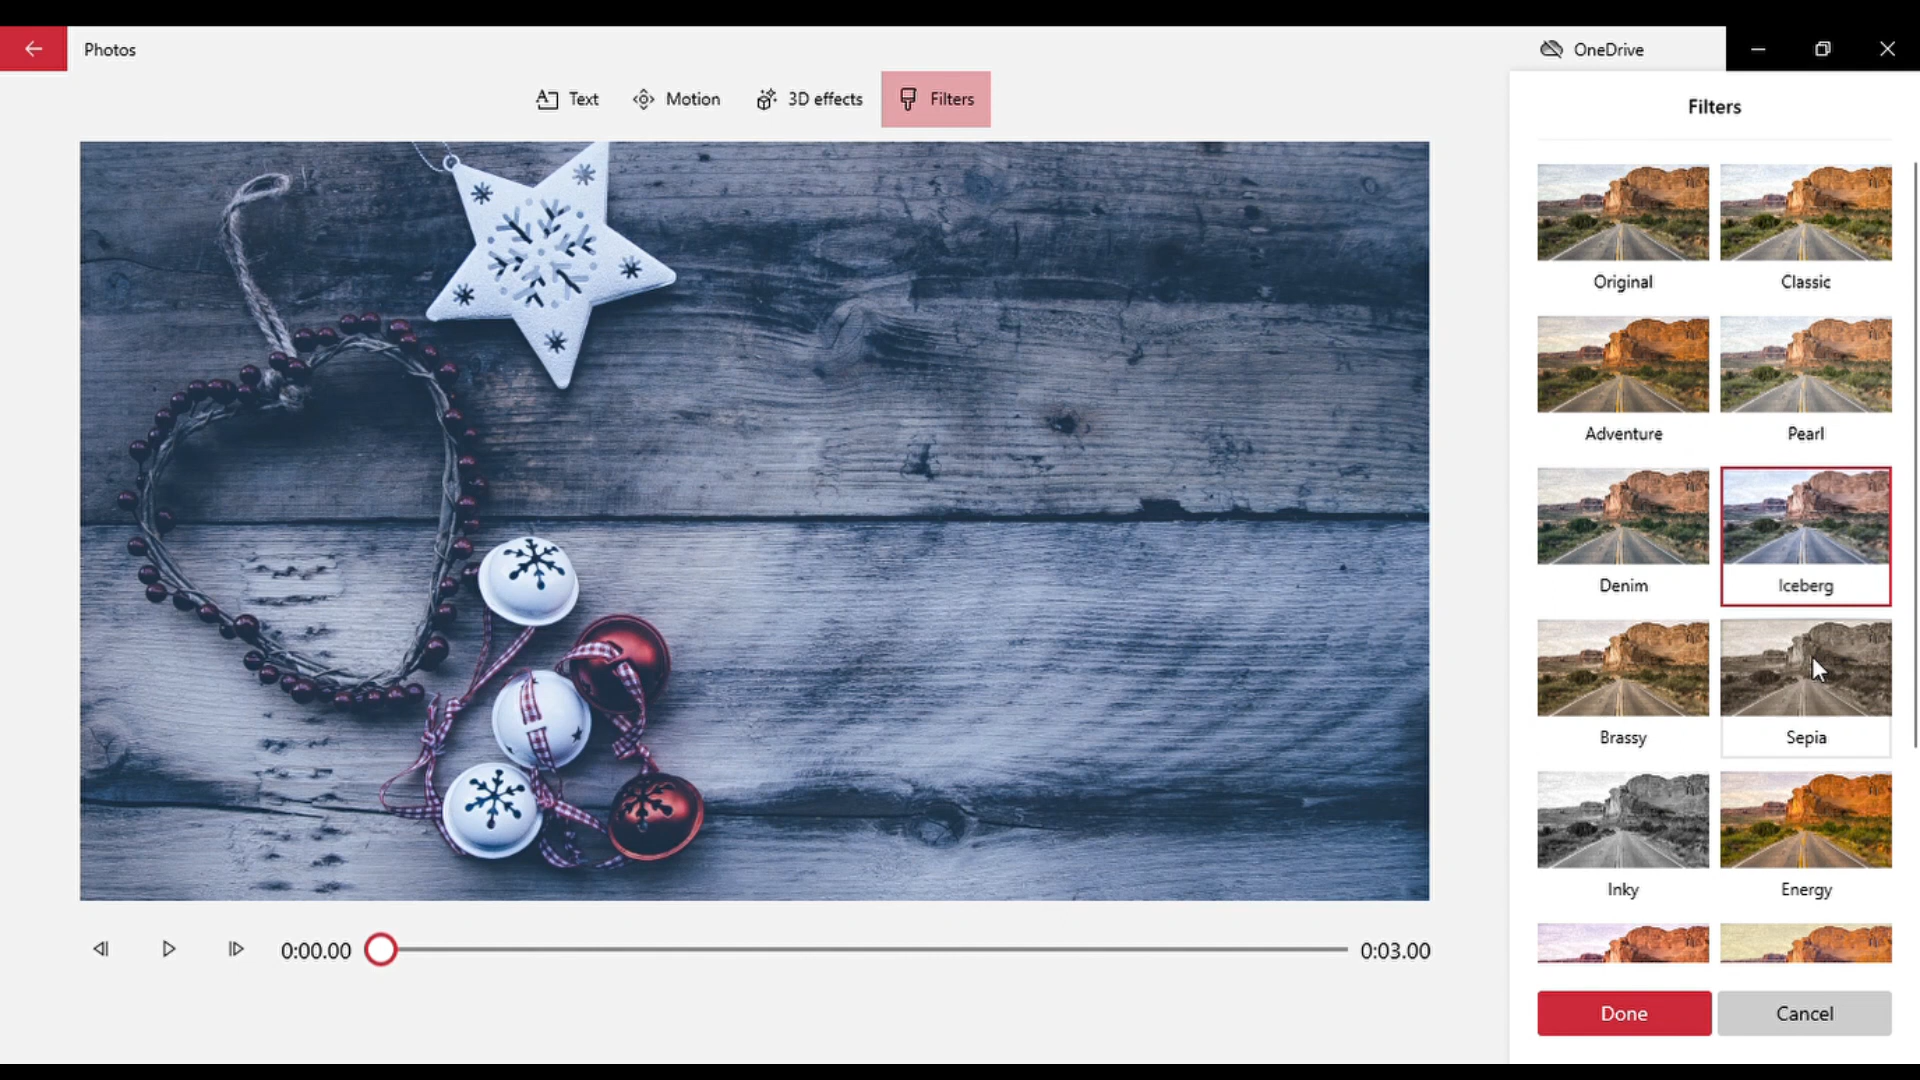 Photos
OneDrive
Text
Motion
3D effects
Filters
Filters
Original
Classic
Adventure
Pearl
Denim
Iceberg
Brassy
Sepia
Inky
Energy
0:00.00
0:03.00
Done
Cancel